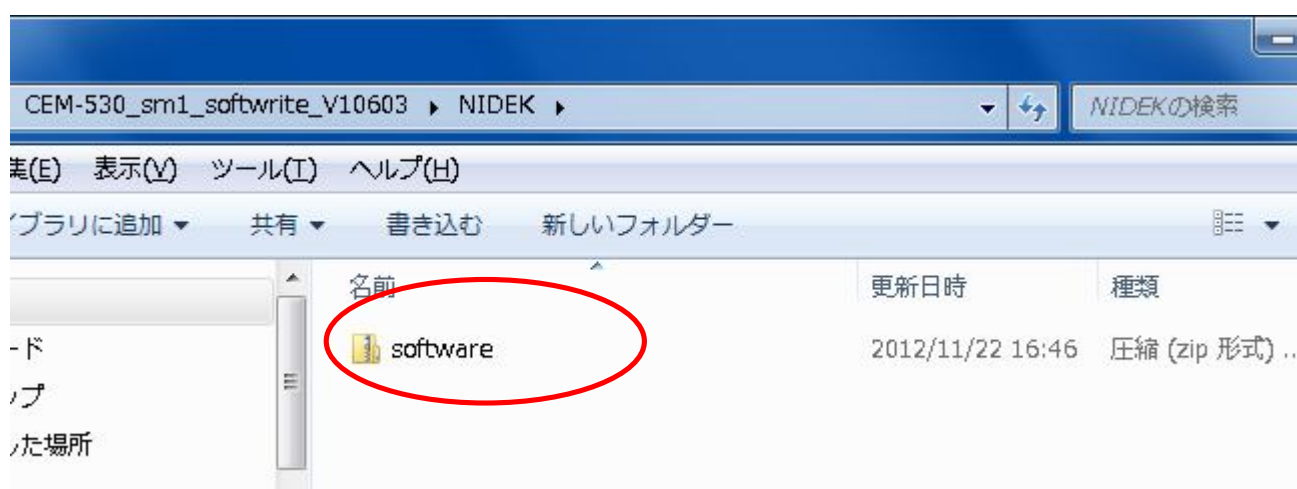 CEM-530_sm1_softwrite_V10603 ▸ NIDEK ▸ NIDEKの検索
集(E) 表示(V) ツール(T) ヘルプ(H)
イブラリに追加 共有 書き込む 新しいフォルダー
名前 更新日時 種類
software 2012/11/22 16:46 圧縮 (zip 形式) ...
ード
ップ
した場所